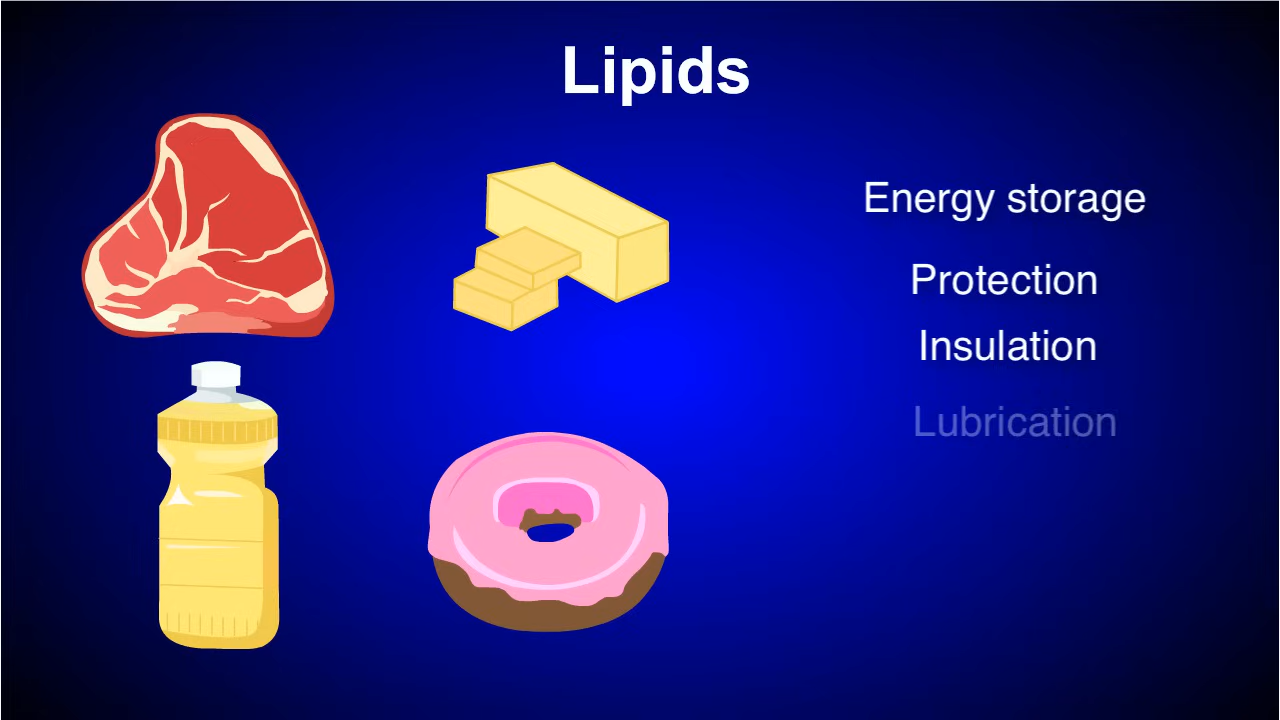 Lipids
Energy storage
Protection
Insulation
Lubrication